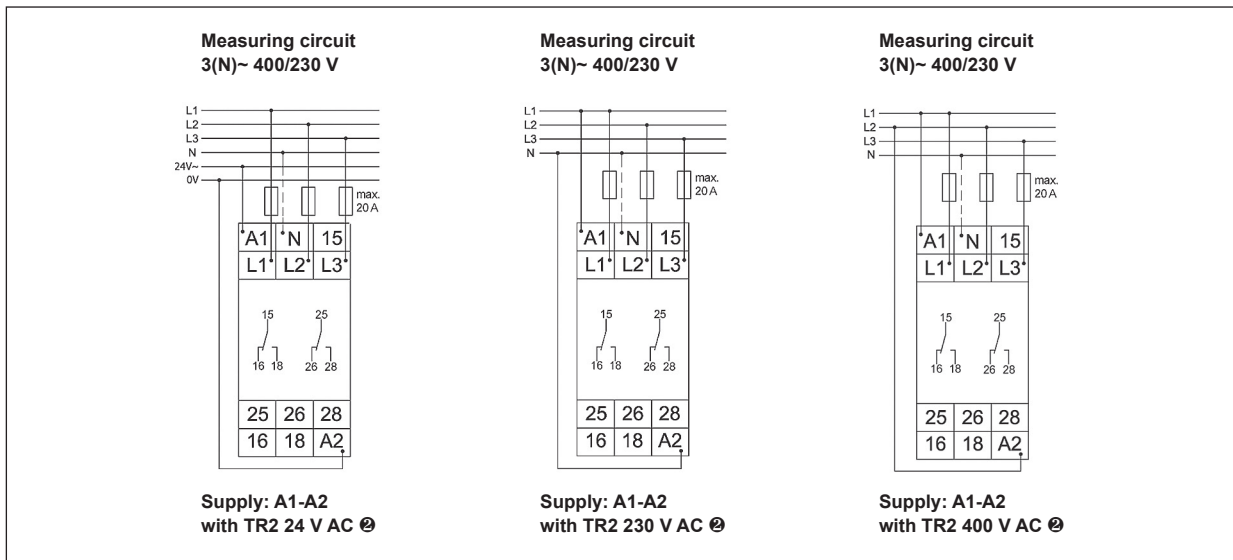 Measuring circuit
3(N)~ 400/230 V
L1
L2
L3
N
24V~
0V
max.
20 A
A1 N 15
L1 L2 L3
15 25
16 18 26 28
25 26 28
16 18 A2
Supply: A1-A2
with TR2 24 V AC ❷
Measuring circuit
3(N)~ 400/230 V
L1
L2
L3
N
max.
20 A
A1 N 15
L1 L2 L3
15 25
16 18 26 28
25 26 28
16 18 A2
Supply: A1-A2
with TR2 230 V AC ❷
Measuring circuit
3(N)~ 400/230 V
L1
L2
L3
N
max.
20 A
A1 N 15
L1 L2 L3
15 25
16 18 26 28
25 26 28
16 18 A2
Supply: A1-A2
with TR2 400 V AC ❷